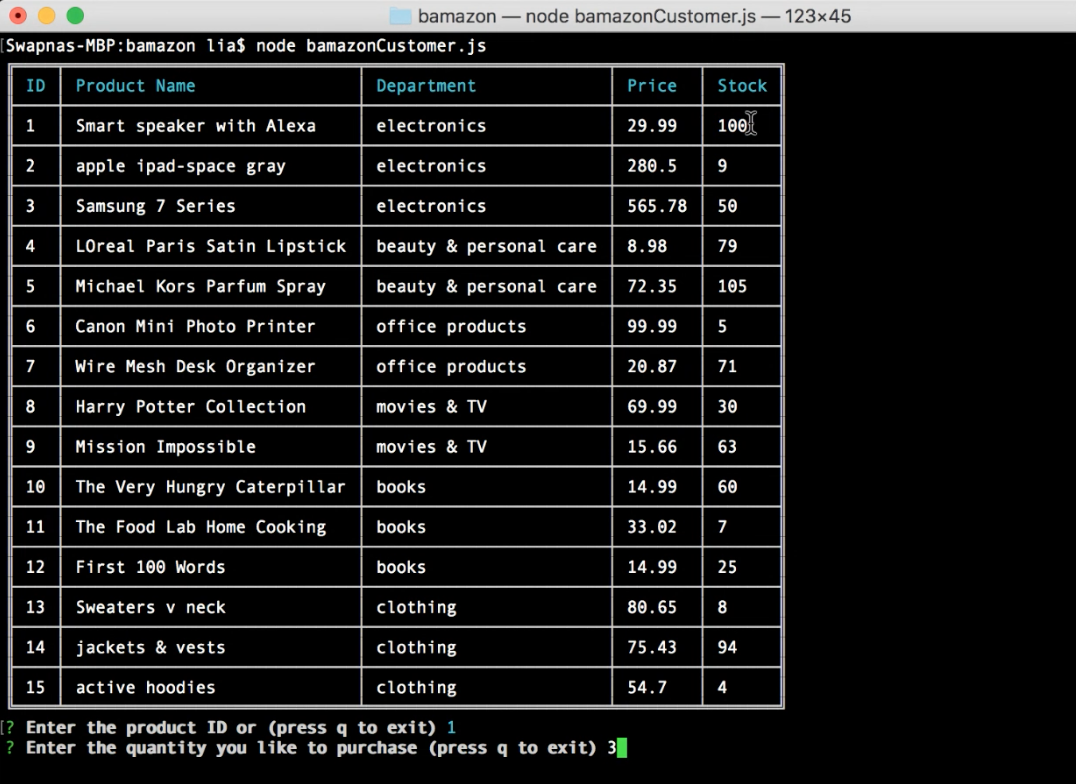 bamazon — node bamazonCustomer.js — 123×45
[Swapnas-MBP:bamazon lia$ node bamazonCustomer.js
ID Product Name Department Price Stock
1 Smart speaker with Alexa electronics 29.99 100
2 apple ipad-space gray electronics 280.5 9
3 Samsung 7 Series electronics 565.78 50
4 LOreal Paris Satin Lipstick beauty & personal care 8.98 79
5 Michael Kors Parfum Spray beauty & personal care 72.35 105
6 Canon Mini Photo Printer office products 99.99 5
7 Wire Mesh Desk Organizer office products 20.87 71
8 Harry Potter Collection movies & TV 69.99 30
9 Mission Impossible movies & TV 15.66 63
10 The Very Hungry Caterpillar books 14.99 60
11 The Food Lab Home Cooking books 33.02 7
12 First 100 Words books 14.99 25
13 Sweaters v neck clothing 80.65 8
14 jackets & vests clothing 75.43 94
15 active hoodies clothing 54.7 4
[? Enter the product ID or (press q to exit) 1
? Enter the quantity you like to purchase (press q to exit) 3